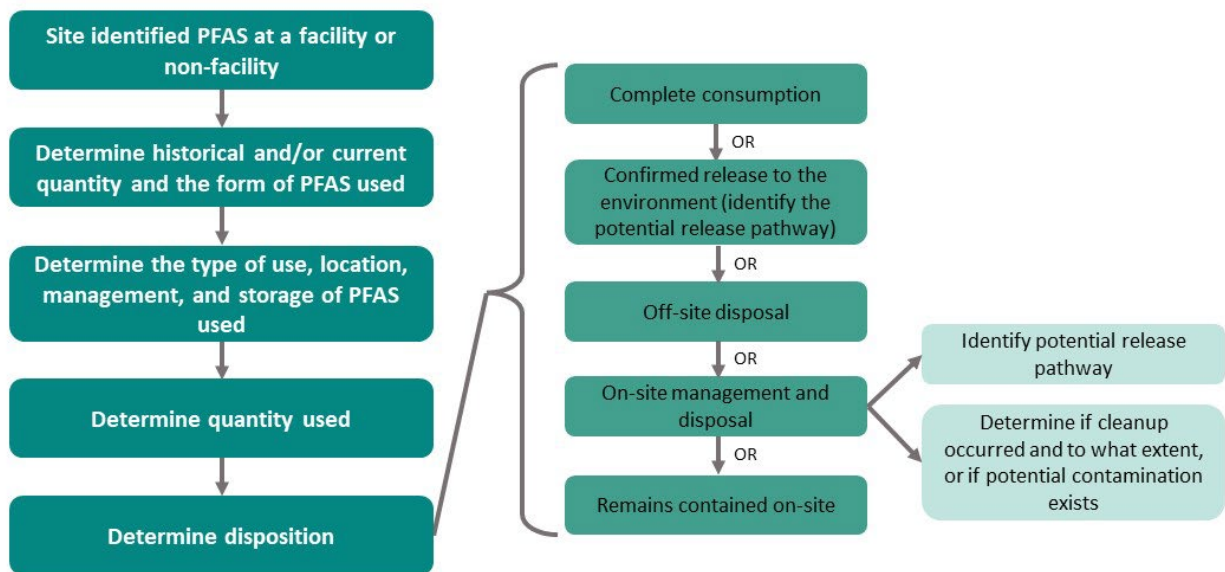 Site identified PFAS at a facility or
non-facility
Determine historical and/or current
quantity and the form of PFAS used
Determine the type of use, location,
management, and storage of PFAS
used
Determine quantity used
Determine disposition
Complete consumption
OR
Confirmed release to the
environment (identify the
potential release pathway)
OR
Off-site disposal
OR
On-site management and
disposal
OR
Remains contained on-site
Identify potential release
pathway
Determine if cleanup
occurred and to what extent,
or if potential contamination
exists